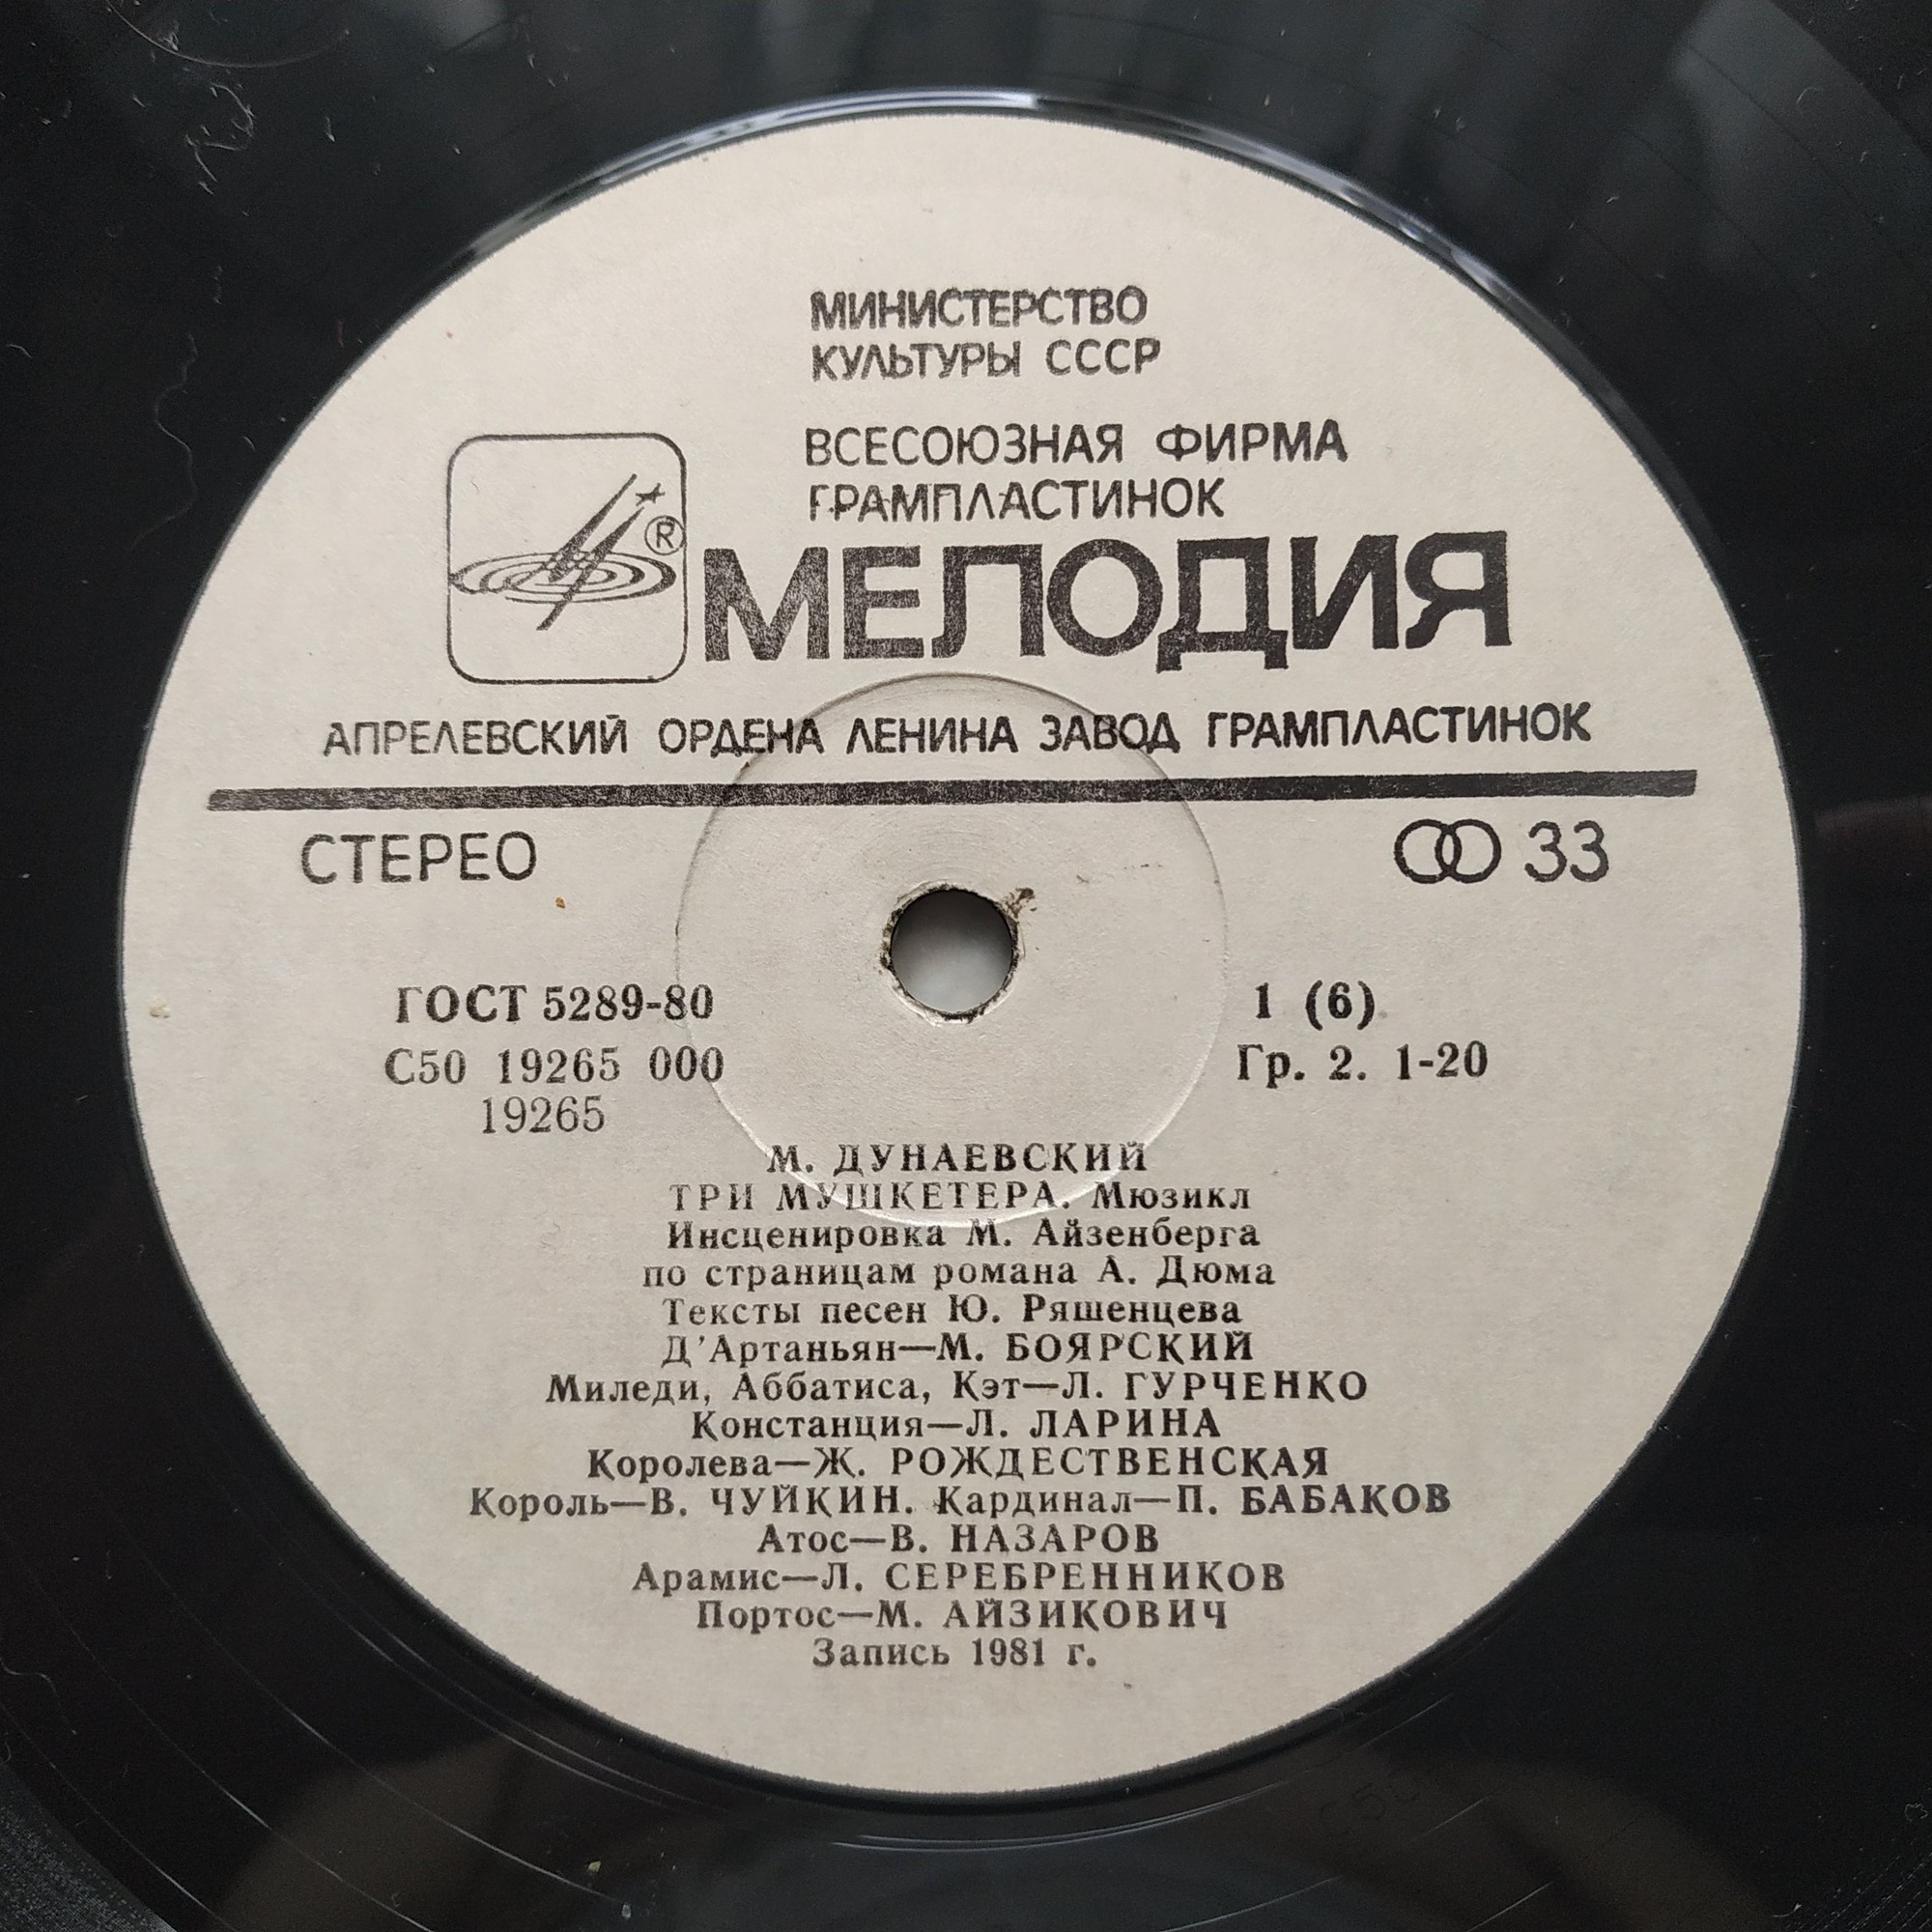 МИНИСТЕРСТВО
КУЛЬТУРЫ СССР
ВСЕСОЮЗНАЯ ФИРМА
ГРАМПЛАСТИНОК
®
МЕЛОДИЯ
АПРЕЛЕВСКИЙ ОРДЕНА ЛЕНИНА ЗАВОД ГРАМПЛАСТИНОК
СТЕРЕО 33
ГОСТ 5289-80 1 (6)
С50 19265 000 Гр. 2. 1-20
19265
М. ДУНАЕВСКИЙ
ТРИ МУШКЕТЕРА. Мюзикл
Инсценировка М. Айзенберга
по страницам романа А. Дюма
Тексты песен Ю. Ряшенцева
Д'Артаньян—М. БОЯРСКИЙ
Миледи, Аббатиса, Кэт—Л. ГУРЧЕНКО
Констанция—Л. ЛАРИНА
Королева—Ж. РОЖДЕСТВЕНСКАЯ
Король—В. ЧУЙКИН. Кардинал—П. БАБАКОВ
Атос—В. НАЗАРОВ
Арамис—Л. СЕРЕБРЕННИКОВ
Портос—М. АЙЗИКОВИЧ
Запись 1981 г.